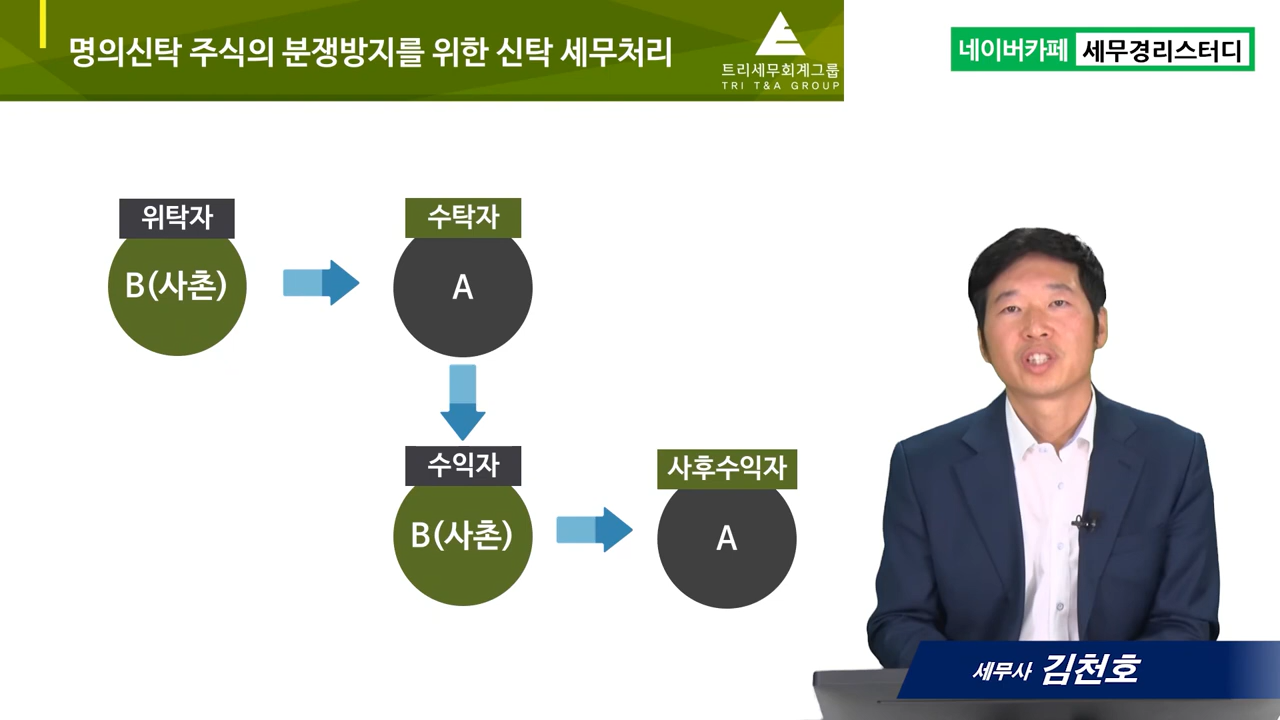 명의신탁 주식의 분쟁방지를 위한 신탁 세무처리
트리세무회계그룹
TRI T&A GROUP
네이버카페 세무경리스터디
위탁자
B(사촌)
수탁자
A
수익자
B(사촌)
사후수익자
A
세무사 김천호